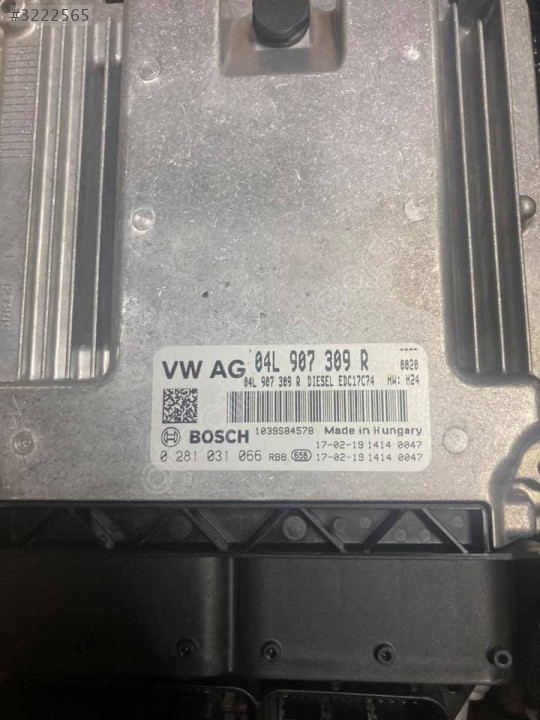 #3222565
VW AG 04L 907 309 R 0020
04L 907 309 R DIESEL EDC17C74 HW: H24
BOSCH 1039S84578 Made in Hungary
17-02-19 1414 0047
0 281 031 066 RBB 658 17-02-19 1414 0047